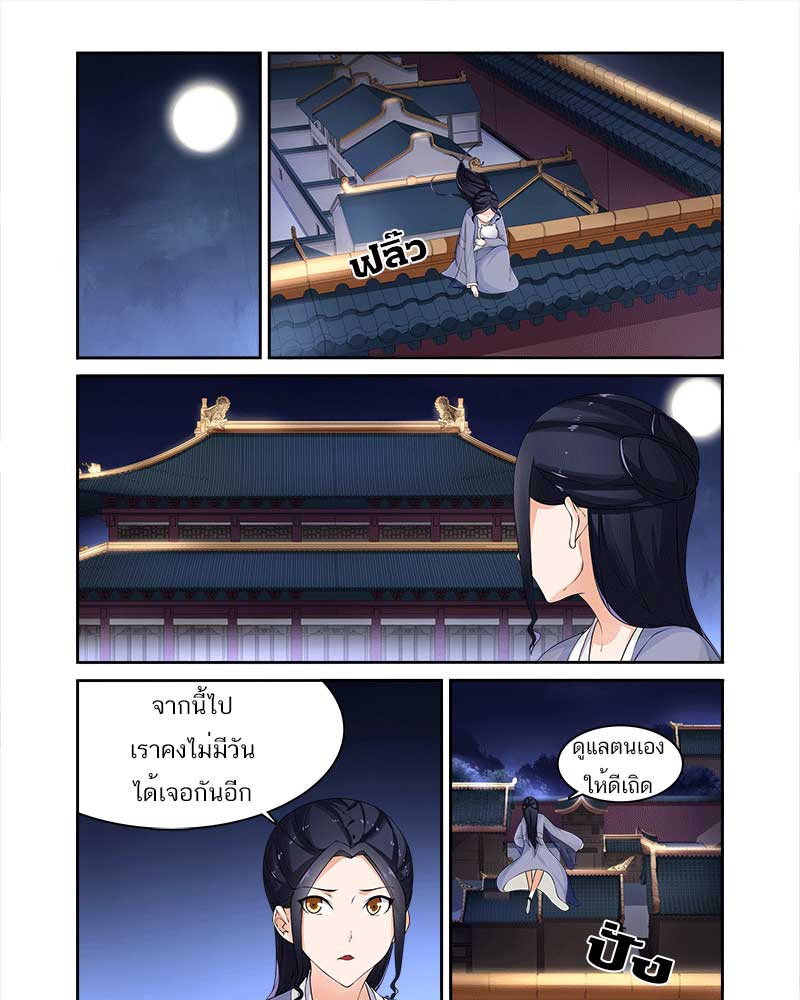 ฟลิ๊ว
จากนี้ไป
เราคงไม่มีวัน
ได้เจอกันอีก
ดูแลตนเอง
ให้ดีเถิด
ปั่ง